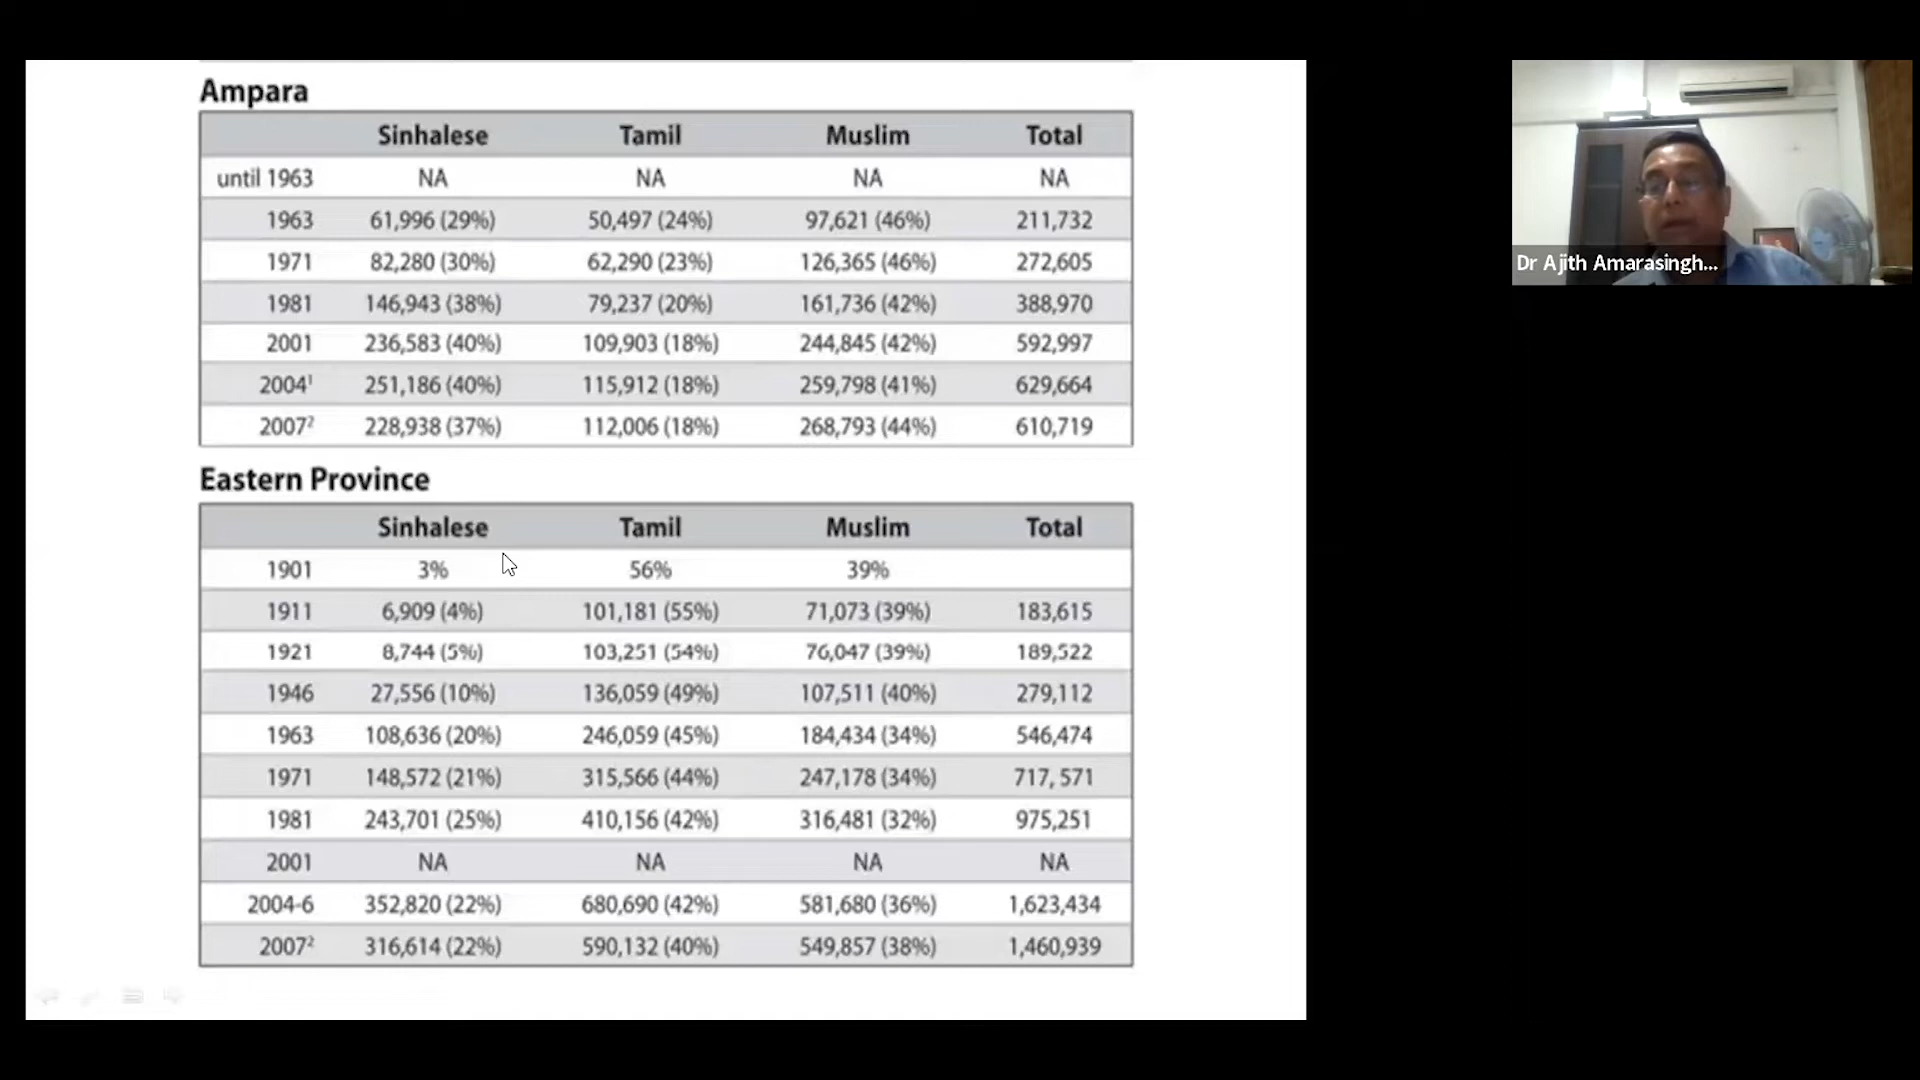 Ampara
Sinhalese Tamil Muslim Total
until 1963 NA NA NA NA
1963 61,996 (29%) 50,497 (24%) 97,621 (46%) 211,732
1971 82,280 (30%) 62,290 (23%) 126,365 (46%) 272,605
1981 146,943 (38%) 79,237 (20%) 161,736 (42%) 388,970
2001 236,583 (40%) 109,903 (18%) 244,845 (42%) 592,997
2004¹ 251,186 (40%) 115,912 (18%) 259,798 (41%) 629,664
2007² 228,938 (37%) 112,006 (18%) 268,793 (44%) 610,719
Eastern Province
Sinhalese Tamil Muslim Total
1901 3% 56% 39%
1911 6,909 (4%) 101,181 (55%) 71,073 (39%) 183,615
1921 8,744 (5%) 103,251 (54%) 76,047 (39%) 189,522
1946 27,556 (10%) 136,059 (49%) 107,511 (40%) 279,112
1963 108,636 (20%) 246,059 (45%) 184,434 (34%) 546,474
1971 148,572 (21%) 315,566 (44%) 247,178 (34%) 717, 571
1981 243,701 (25%) 410,156 (42%) 316,481 (32%) 975,251
2001 NA NA NA NA
2004-6 352,820 (22%) 680,690 (42%) 581,680 (36%) 1,623,434
2007² 316,614 (22%) 590,132 (40%) 549,857 (38%) 1,460,939
Dr Ajith Amarasingh...